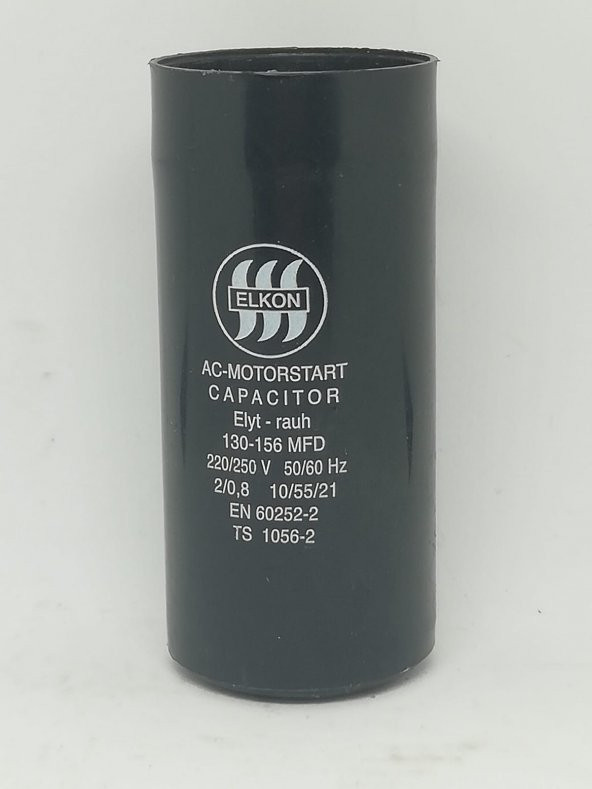 ELKON
AC-MOTORSTART
CAPACITOR
Elyt - rauh
130-156 MFD
220/250 V 50/60 Hz
2/0,8 10/55/21
EN 60252-2
TS 1056-2